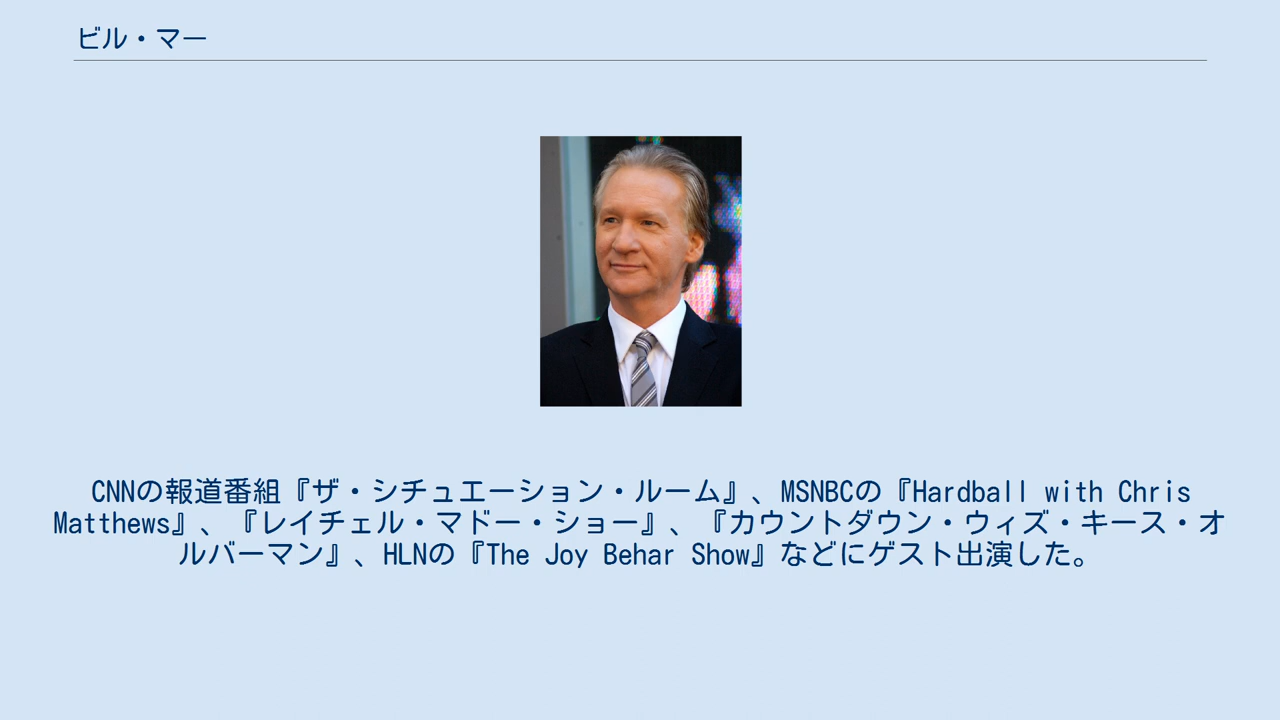 ビル・マー
CNNの報道番組『ザ・シチュエーション・ルーム』、MSNBCの『Hardball with Chris
Matthews』、『レイチェル・マドー・ショー』、『カウントダウン・ウィズ・キース・オ
ルバーマン』、HLNの『The Joy Behar Show』などにゲスト出演した。